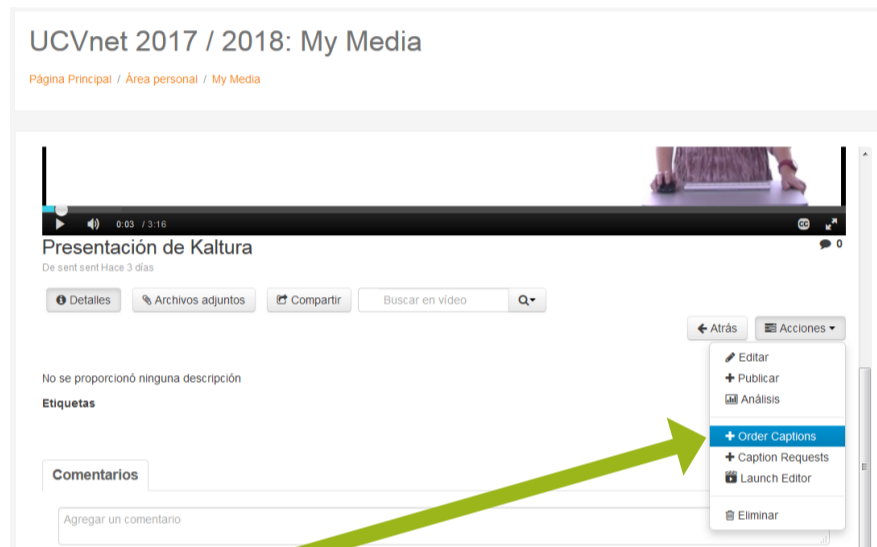 UCVnet 2017 / 2018: My Media
Página Principal / Área personal / My Media
0:03 / 3:16
CC
Presentación de Kaltura
0
De sent sent Hace 3 días
Detalles Archivos adjuntos Compartir Buscar en vídeo
Atrás Acciones
Editar
No se proporcionó ninguna descripción
Publicar
Etiquetas
Análisis
Order Captions
Caption Requests
Comentarios
Launch Editor
Agregar un comentario
Eliminar